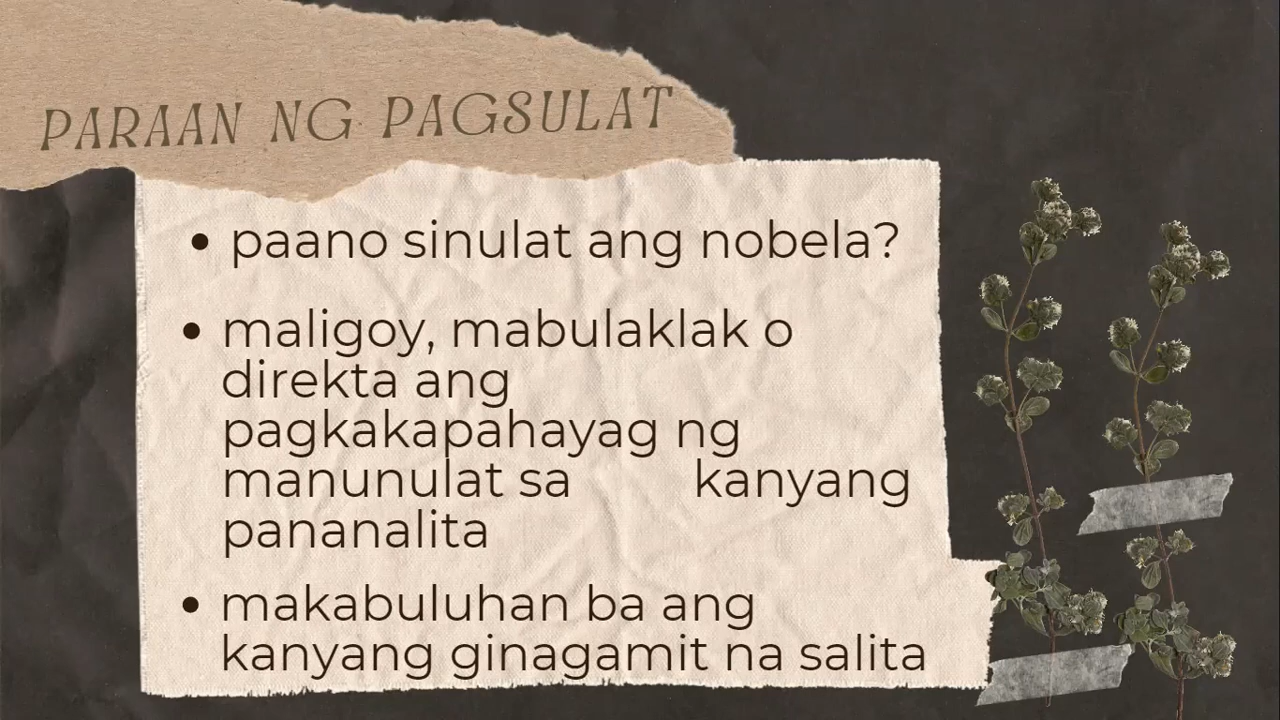 PARAAN NG PAGSULAT
• paano sinulat ang nobela?
• maligoy, mabulaklak o
direkta ang
pagkakapahayag ng
manunulat sa kanyang
pananalita
• makabuluhan ba ang
kanyang ginagamit na salita